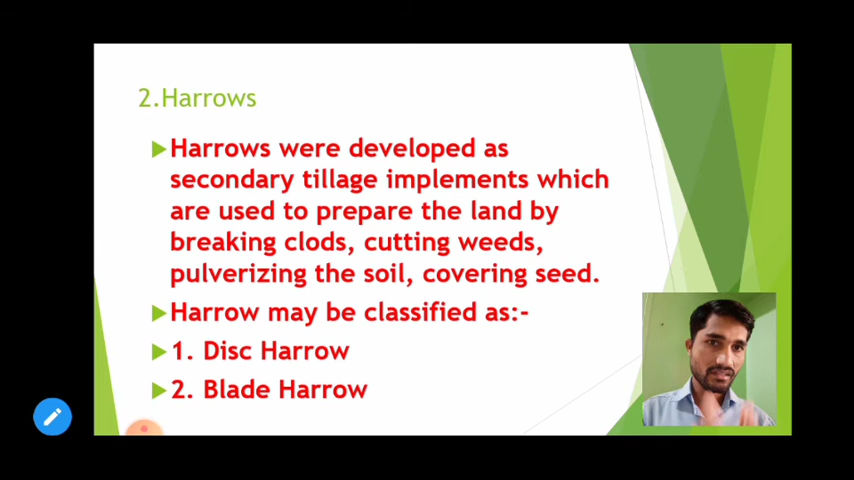 2.Harrows
Harrows were developed as
secondary tillage implements which
are used to prepare the land by
breaking clods, cutting weeds,
pulverizing the soil, covering seed.
Harrow may be classified as:-
1. Disc Harrow
2. Blade Harrow